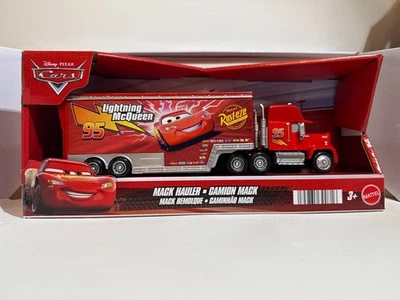 Disney PIXAR
Cars
Lightning
McQueen
95
Rust-eze
95
MACK HAULER • CAMION MACK
MACK REMOLQUE • CAMINHÃO MACK
3+
MATTEL